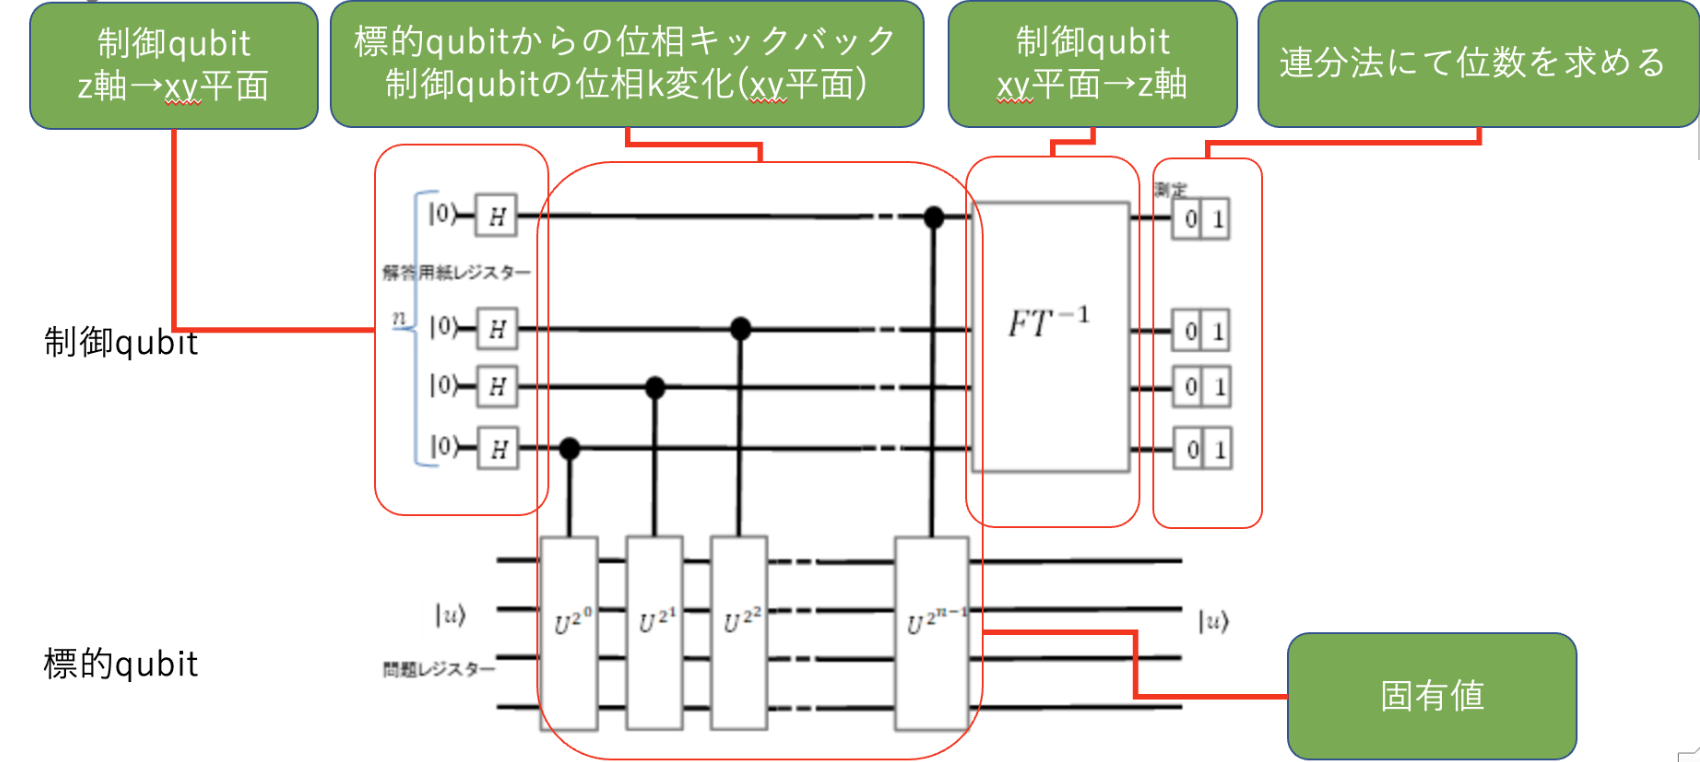 制御qubit
z軸→xy平面
標的qubitからの位相キックバック
制御qubitの位相k変化(xy平面)
制御qubit
xy平面→z軸
連分法にて位数を求める
測定
|0⟩ H
0 1
解答用紙レジスター
n
|0⟩ H
FT⁻¹
0 1
制御qubit
|0⟩ H
0 1
|0⟩ H
0 1
|u⟩
U^{2^0} U^{2^1} U^{2^2} U^{2^{n-1}}
|u⟩
標的qubit
問題レジスター
固有値